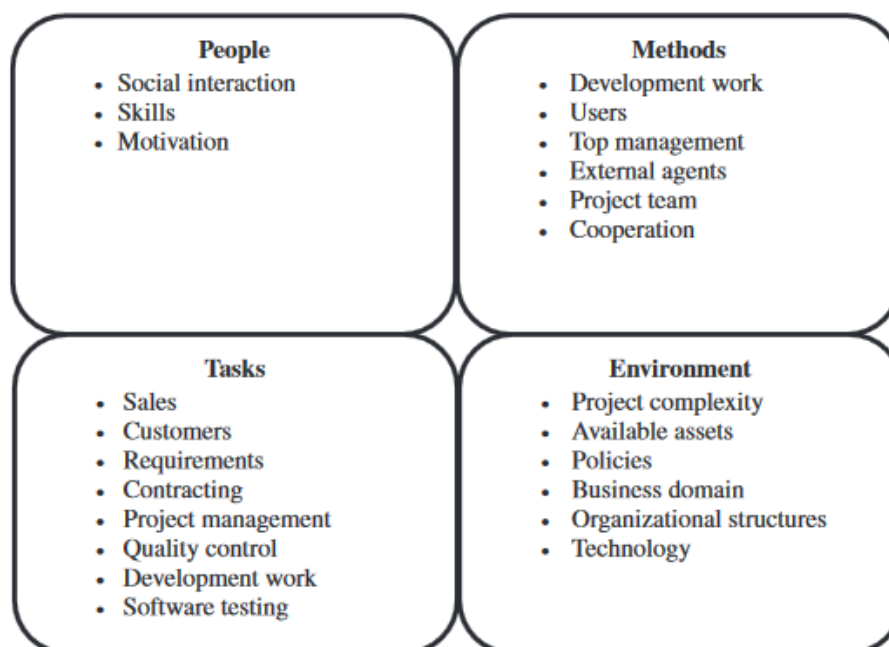 People
• Social interaction
• Skills
• Motivation
Methods
• Development work
• Users
• Top management
• External agents
• Project team
• Cooperation
Tasks
• Sales
• Customers
• Requirements
• Contracting
• Project management
• Quality control
• Development work
• Software testing
Environment
• Project complexity
• Available assets
• Policies
• Business domain
• Organizational structures
• Technology